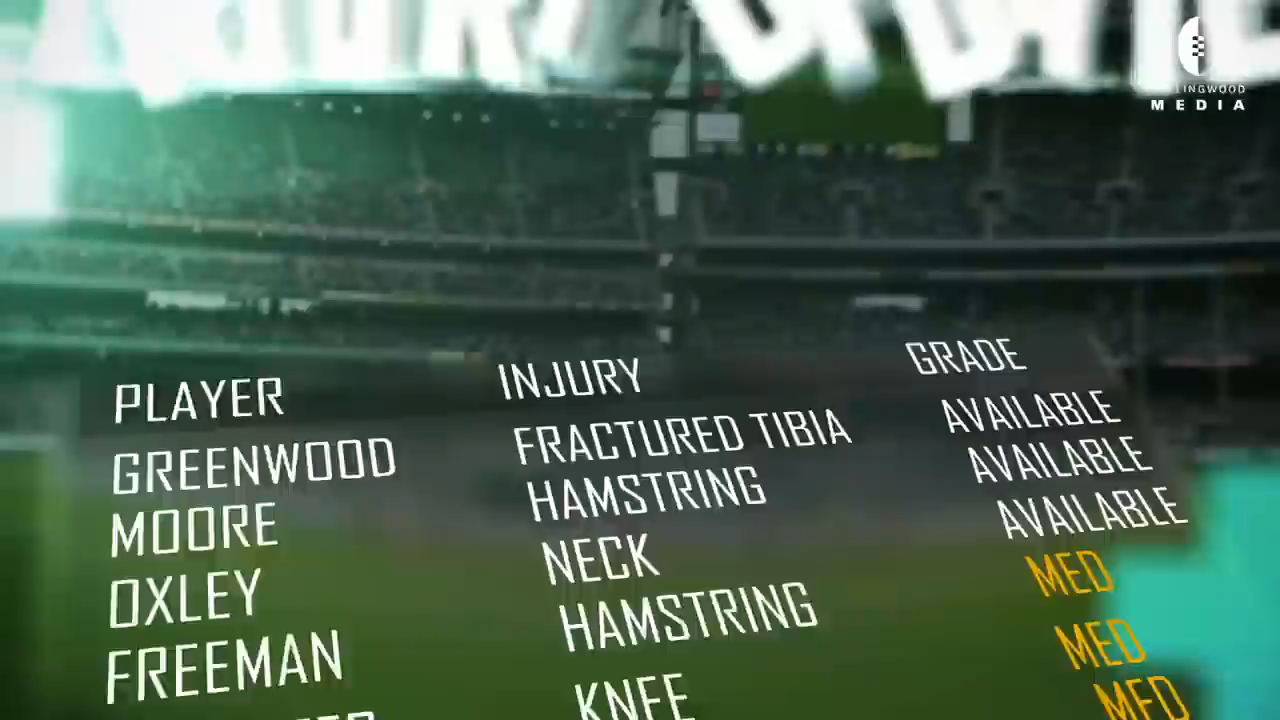 LINGWOOD
MEDIA
PLAYER INJURY GRADE
GREENWOOD FRACTURED TIBIA AVAILABLE
MOORE HAMSTRING AVAILABLE
OXLEY NECK AVAILABLE
FREEMAN HAMSTRING MED
KNEE MED
MED